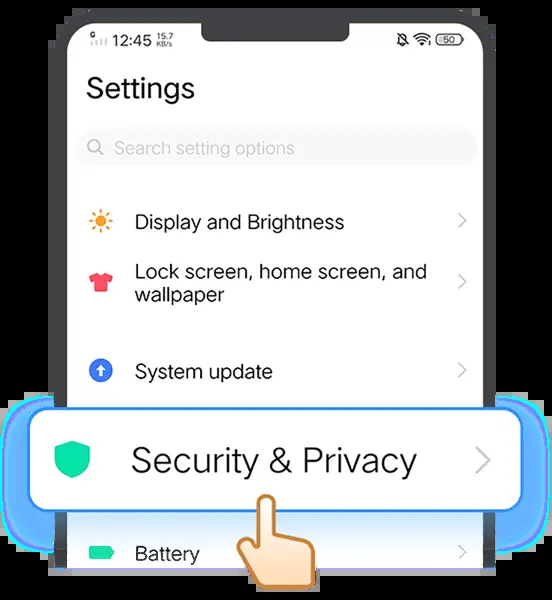 G 12:45 15.7 KB/s 50
Settings
Search setting options
Display and Brightness
Lock screen, home screen, and
wallpaper
System update
Security & Privacy
Battery